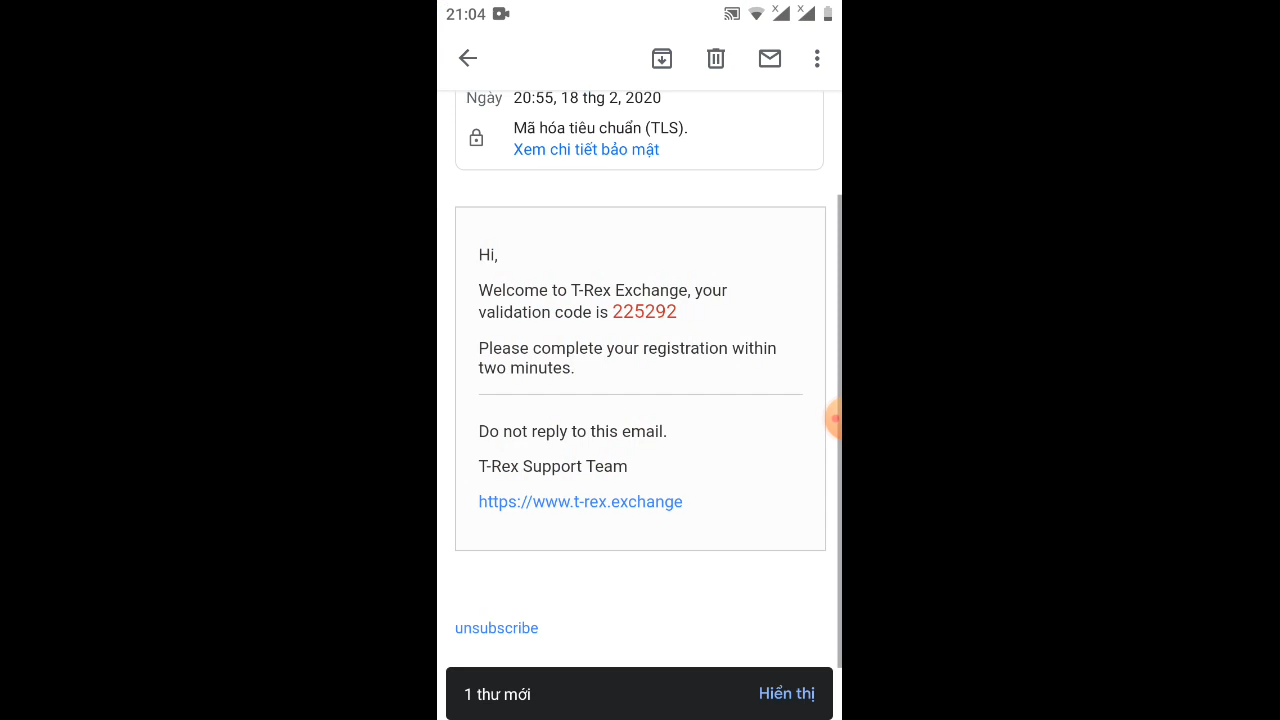 21:04
Ngày 20:55, 18 thg 2, 2020
Mã hóa tiêu chuẩn (TLS).
Xem chi tiết bảo mật
Hi,
Welcome to T-Rex Exchange, your
validation code is 225292
Please complete your registration within
two minutes.
Do not reply to this email.
T-Rex Support Team
https://www.t-rex.exchange
unsubscribe
1 thư mới Hiển thị